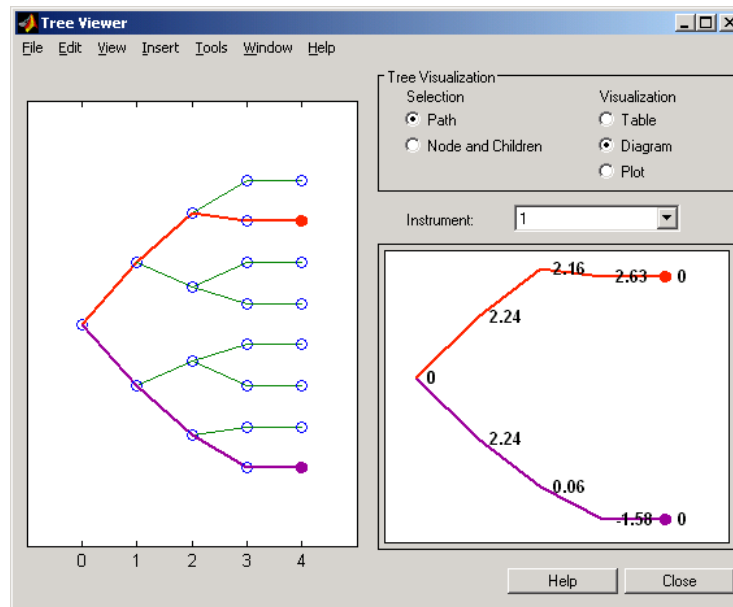 Tree Viewer
File Edit View Insert Tools Window Help
Tree Visualization
Selection
Visualization
Path
Table
Node and Children
Diagram
Plot
Instrument:
1
2.16
2.63
0
2.24
0
2.24
0.06
-1.58
0
0 1 2 3 4
Help
Close